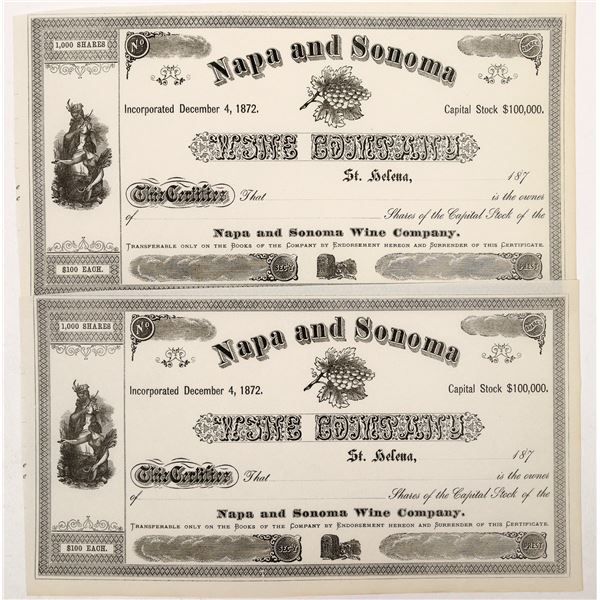 1,000 SHARES
No
SHARES
Napa and Sonoma
Incorporated December 4, 1872.
Capital Stock $100,000.
WINE COMPANY
St. Helena, 187
This Certifies That is the owner
of Shares of the Capital Stock of the
Napa and Sonoma Wine Company.
TRANSFERABLE ONLY ON THE BOOKS OF THE COMPANY BY ENDORSEMENT HEREON AND SURRENDER OF THIS CERTIFICATE.
$100 EACH.
SEC'Y
PREST.
1,000 SHARES
No
SHARES
Napa and Sonoma
Incorporated December 4, 1872.
Capital Stock $100,000.
WINE COMPANY
St. Helena, 187
This Certifies That is the owner
of Shares of the Capital Stock of the
Napa and Sonoma Wine Company.
TRANSFERABLE ONLY ON THE BOOKS OF THE COMPANY BY ENDORSEMENT HEREON AND SURRENDER OF THIS CERTIFICATE.
$100 EACH.
SEC'Y
PREST.